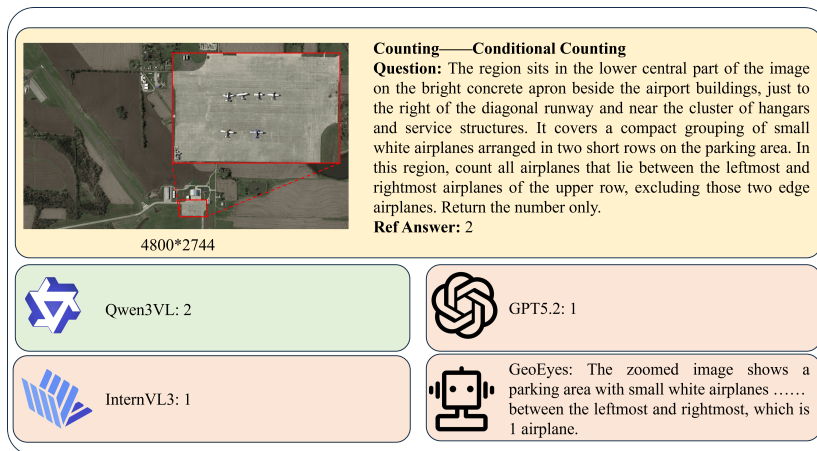 Counting——Conditional Counting
Question: The region sits in the lower central part of the image
on the bright concrete apron beside the airport buildings, just to
the right of the diagonal runway and near the cluster of hangars
and service structures. It covers a compact grouping of small
white airplanes arranged in two short rows on the parking area. In
this region, count all airplanes that lie between the leftmost and
rightmost airplanes of the upper row, excluding those two edge
airplanes. Return the number only.
Ref Answer: 2
4800*2744
Qwen3VL: 2
GPT5.2: 1
InternVL3: 1
GeoEyes: The zoomed image shows a
parking area with small white airplanes ……
between the leftmost and rightmost, which is
1 airplane.